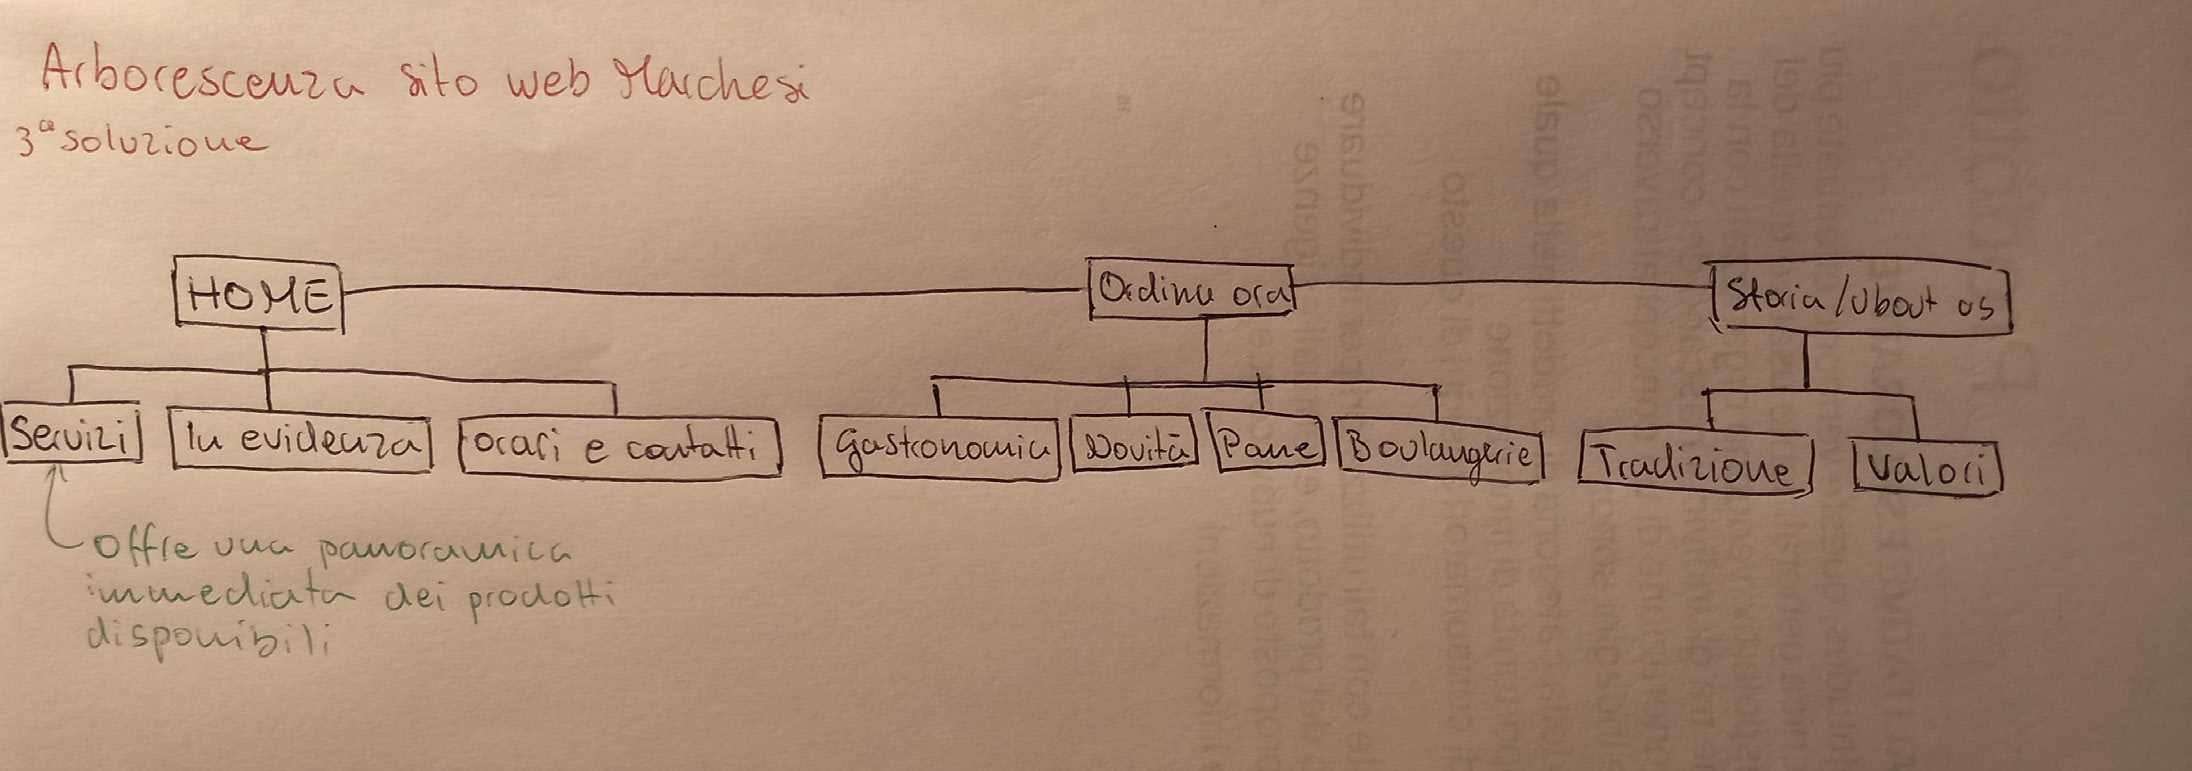 Arborescenza sito web Marchesi
3ª soluzione
HOME
Ordina ora
Storia/about us
Servizi
In evidenza
orari e contatti
Gastronomia
Novità
Pane
Boulangerie
Tradizione
Valori
Offre una panoramica
immediata dei prodotti
disponibili